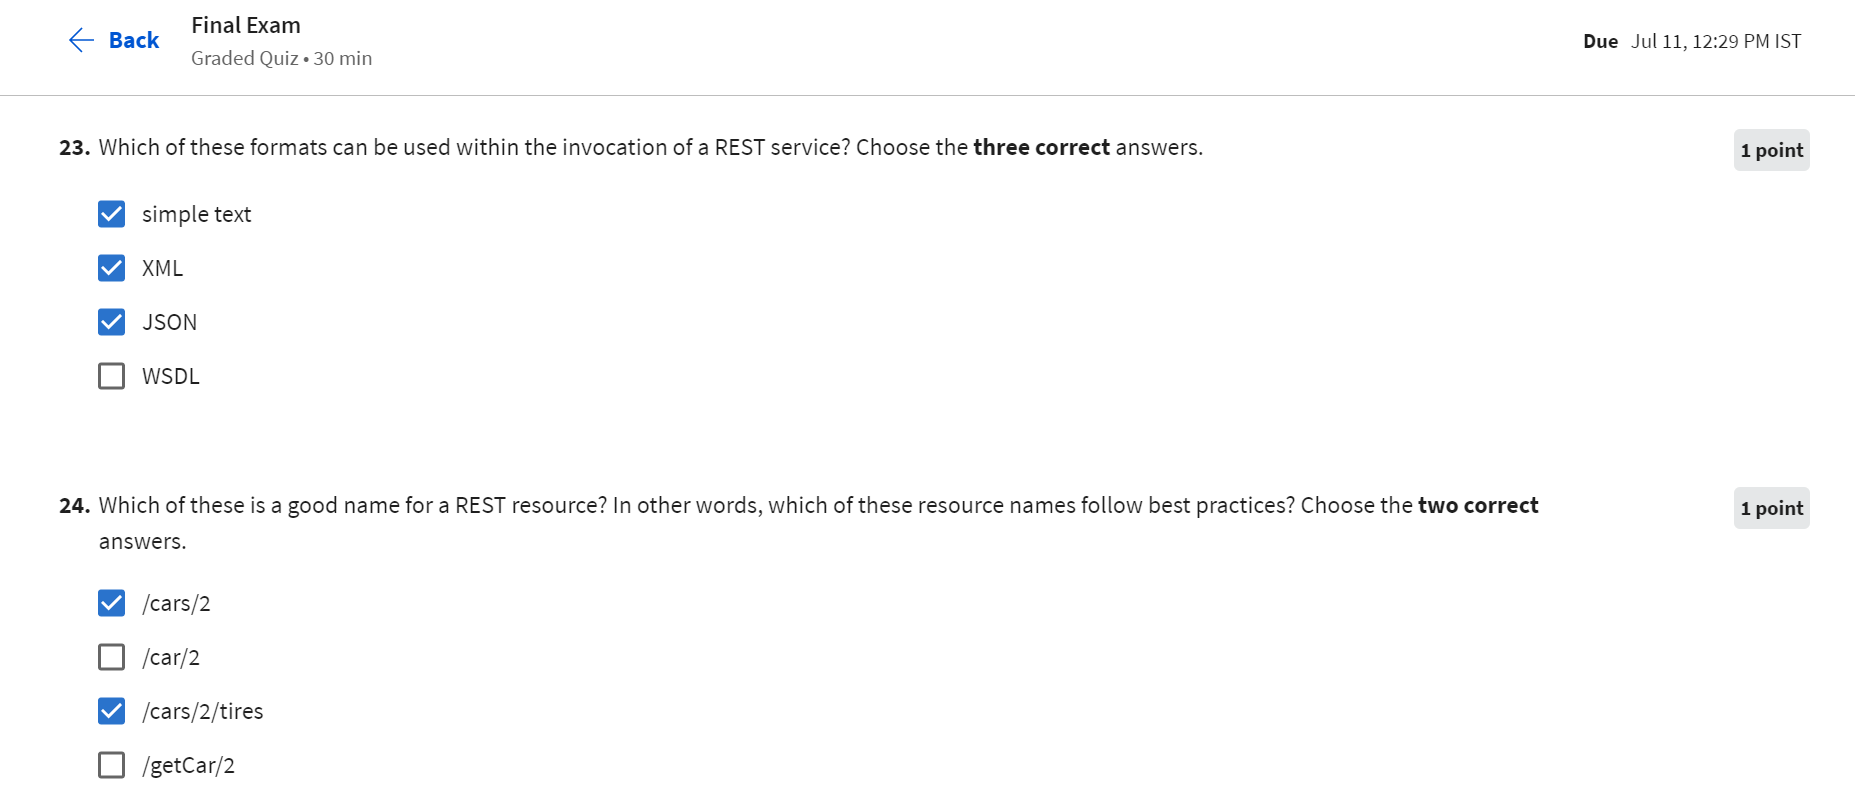 Back
Final Exam
Graded Quiz • 30 min
Due Jul 11, 12:29 PM IST
23. Which of these formats can be used within the invocation of a REST service? Choose the three correct answers.
1 point
simple text
XML
JSON
WSDL
24. Which of these is a good name for a REST resource? In other words, which of these resource names follow best practices? Choose the two correct
answers.
1 point
/cars/2
/car/2
/cars/2/tires
/getCar/2